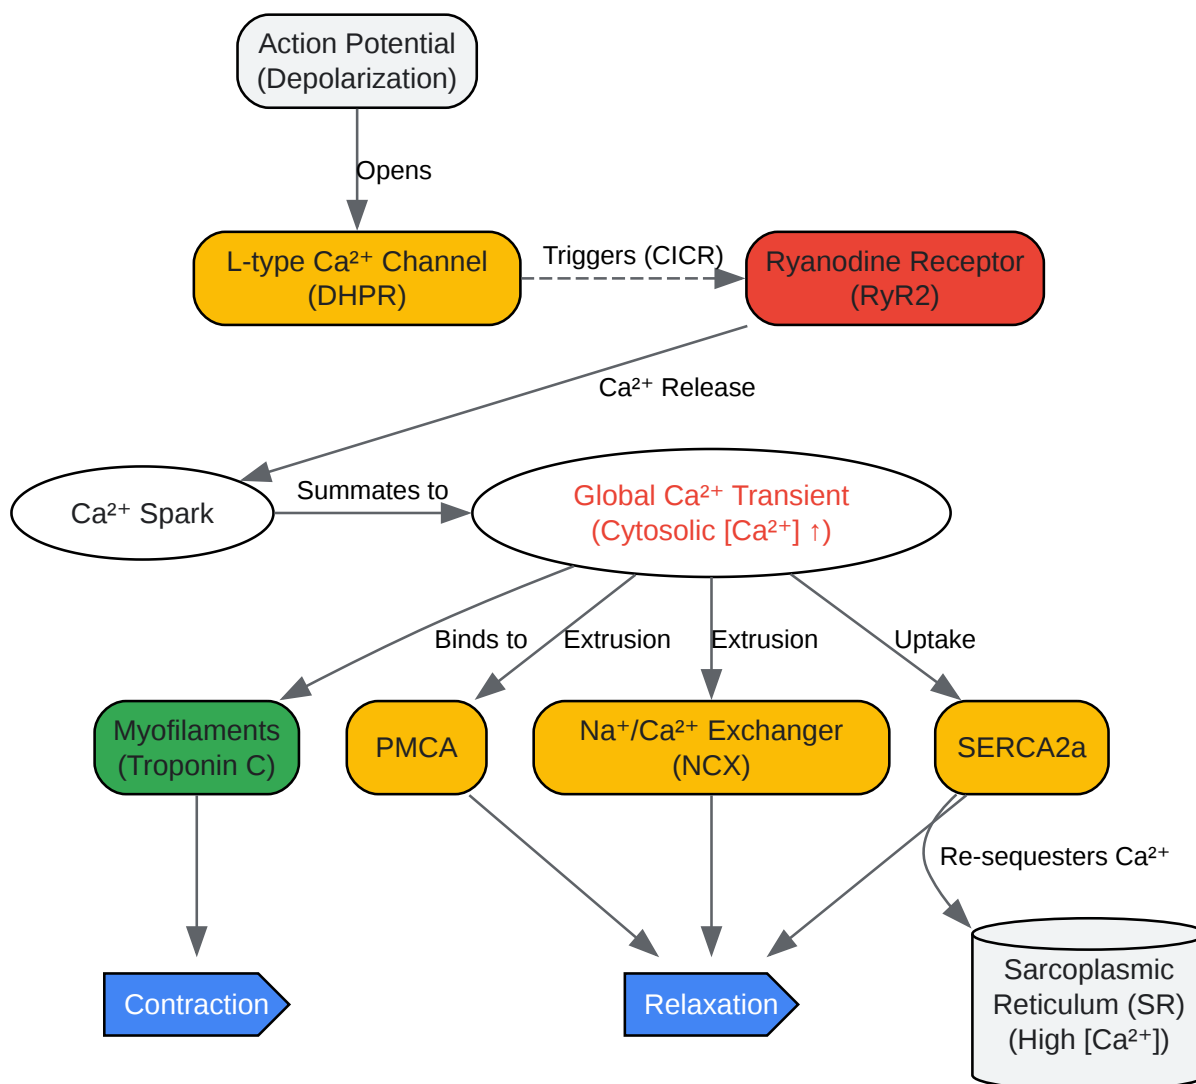 Action Potential
(Depolarization)
Opens
L-type Ca²⁺ Channel
(DHPR)
Triggers (CICR)
Ryanodine Receptor
(RyR2)
Ca²⁺ Release
Ca²⁺ Spark
Summates to
Global Ca²⁺ Transient
(Cytosolic [Ca²⁺] ↑)
Binds to
Extrusion
Extrusion
Uptake
Myofilaments
(Troponin C)
PMCA
Na⁺/Ca²⁺ Exchanger
(NCX)
SERCA2a
Re-sequesters Ca²⁺
Contraction
Relaxation
Sarcoplasmic
Reticulum (SR)
(High [Ca²⁺])